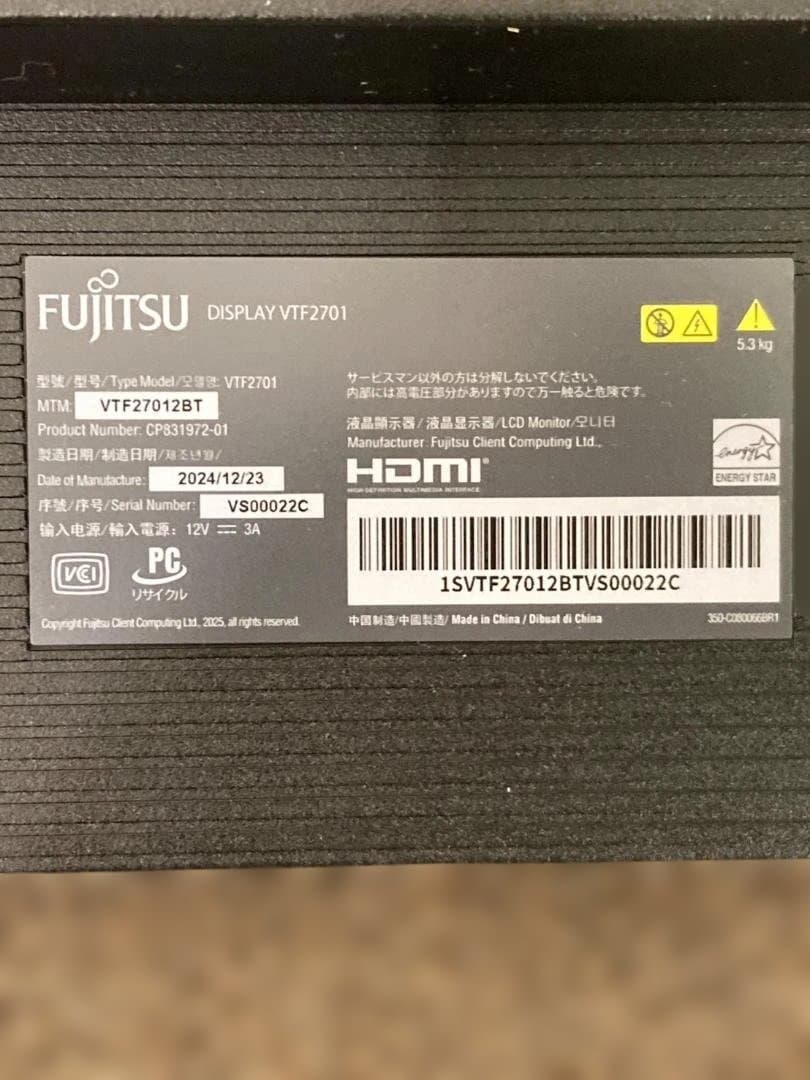 FUJITSU DISPLAY VTF2701
5.3 kg
型號/型号/Type Model/모델명: VTF2701
MTM: VTF27012BT
Product Number: CP831972-01
製造日期/制造日期/제조년월/
Date of Manufacture: 2024/12/23
序號/序号/Serial Number: VS00022C
输入电源/輸入電源: 12V ⎓ 3A
VCCI
PC
リサイクル
Copyright Fujitsu Client Computing Ltd., 2025, all rights reserved.
サービスマン以外の方は分解しないでください。
内部には高電圧部分がありますので万一触ると危険です。
液晶顯示器/液晶显示器/LCD Monitor/모니터
Manufacturer: Fujitsu Client Computing Ltd.,
HDMI®
HIGH-DEFINITION MULTIMEDIA INTERFACE
energy
ENERGY STAR
1SVTF27012BTVS00022C
中国制造/中國製造/ Made in China / Dibuat di China
350-C080066BR1